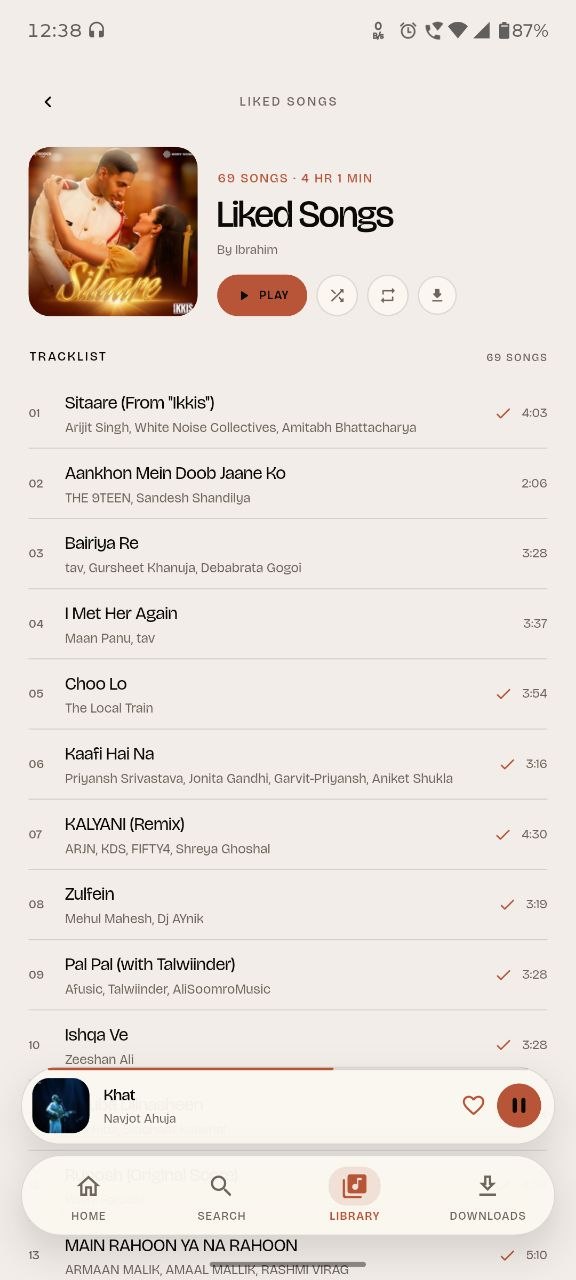 12:38
0
B/s
87%
LIKED SONGS
Sitaare
IKKIS
69 SONGS · 4 HR 1 MIN
Liked Songs
By Ibrahim
PLAY
TRACKLIST
69 SONGS
01
Sitaare (From "Ikkis")
Arijit Singh, White Noise Collectives, Amitabh Bhattacharya
4:03
02
Aankhon Mein Doob Jaane Ko
THE 9TEEN, Sandesh Shandilya
2:06
03
Bairiya Re
tav, Gursheet Khanuja, Debabrata Gogoi
3:28
04
I Met Her Again
Maan Panu, tav
3:37
05
Choo Lo
The Local Train
3:54
06
Kaafi Hai Na
Priyansh Srivastava, Jonita Gandhi, Garvit-Priyansh, Aniket Shukla
3:16
07
KALYANI (Remix)
ARJN, KDS, FIFTY4, Shreya Ghoshal
4:30
08
Zulfein
Mehul Mahesh, Dj AYnik
3:19
09
Pal Pal (with Talwiinder)
Afusic, Talwiinder, AliSoomroMusic
3:28
10
Ishqa Ve
Zeeshan Ali
3:28
Khat
Navjot Ahuja
(Original Score)
HOME
SEARCH
LIBRARY
DOWNLOADS
13
MAIN RAHOON YA NA RAHOON
ARMAAN MALIK, AMAAL MALLIK, RASHMI VIRAG
5:10